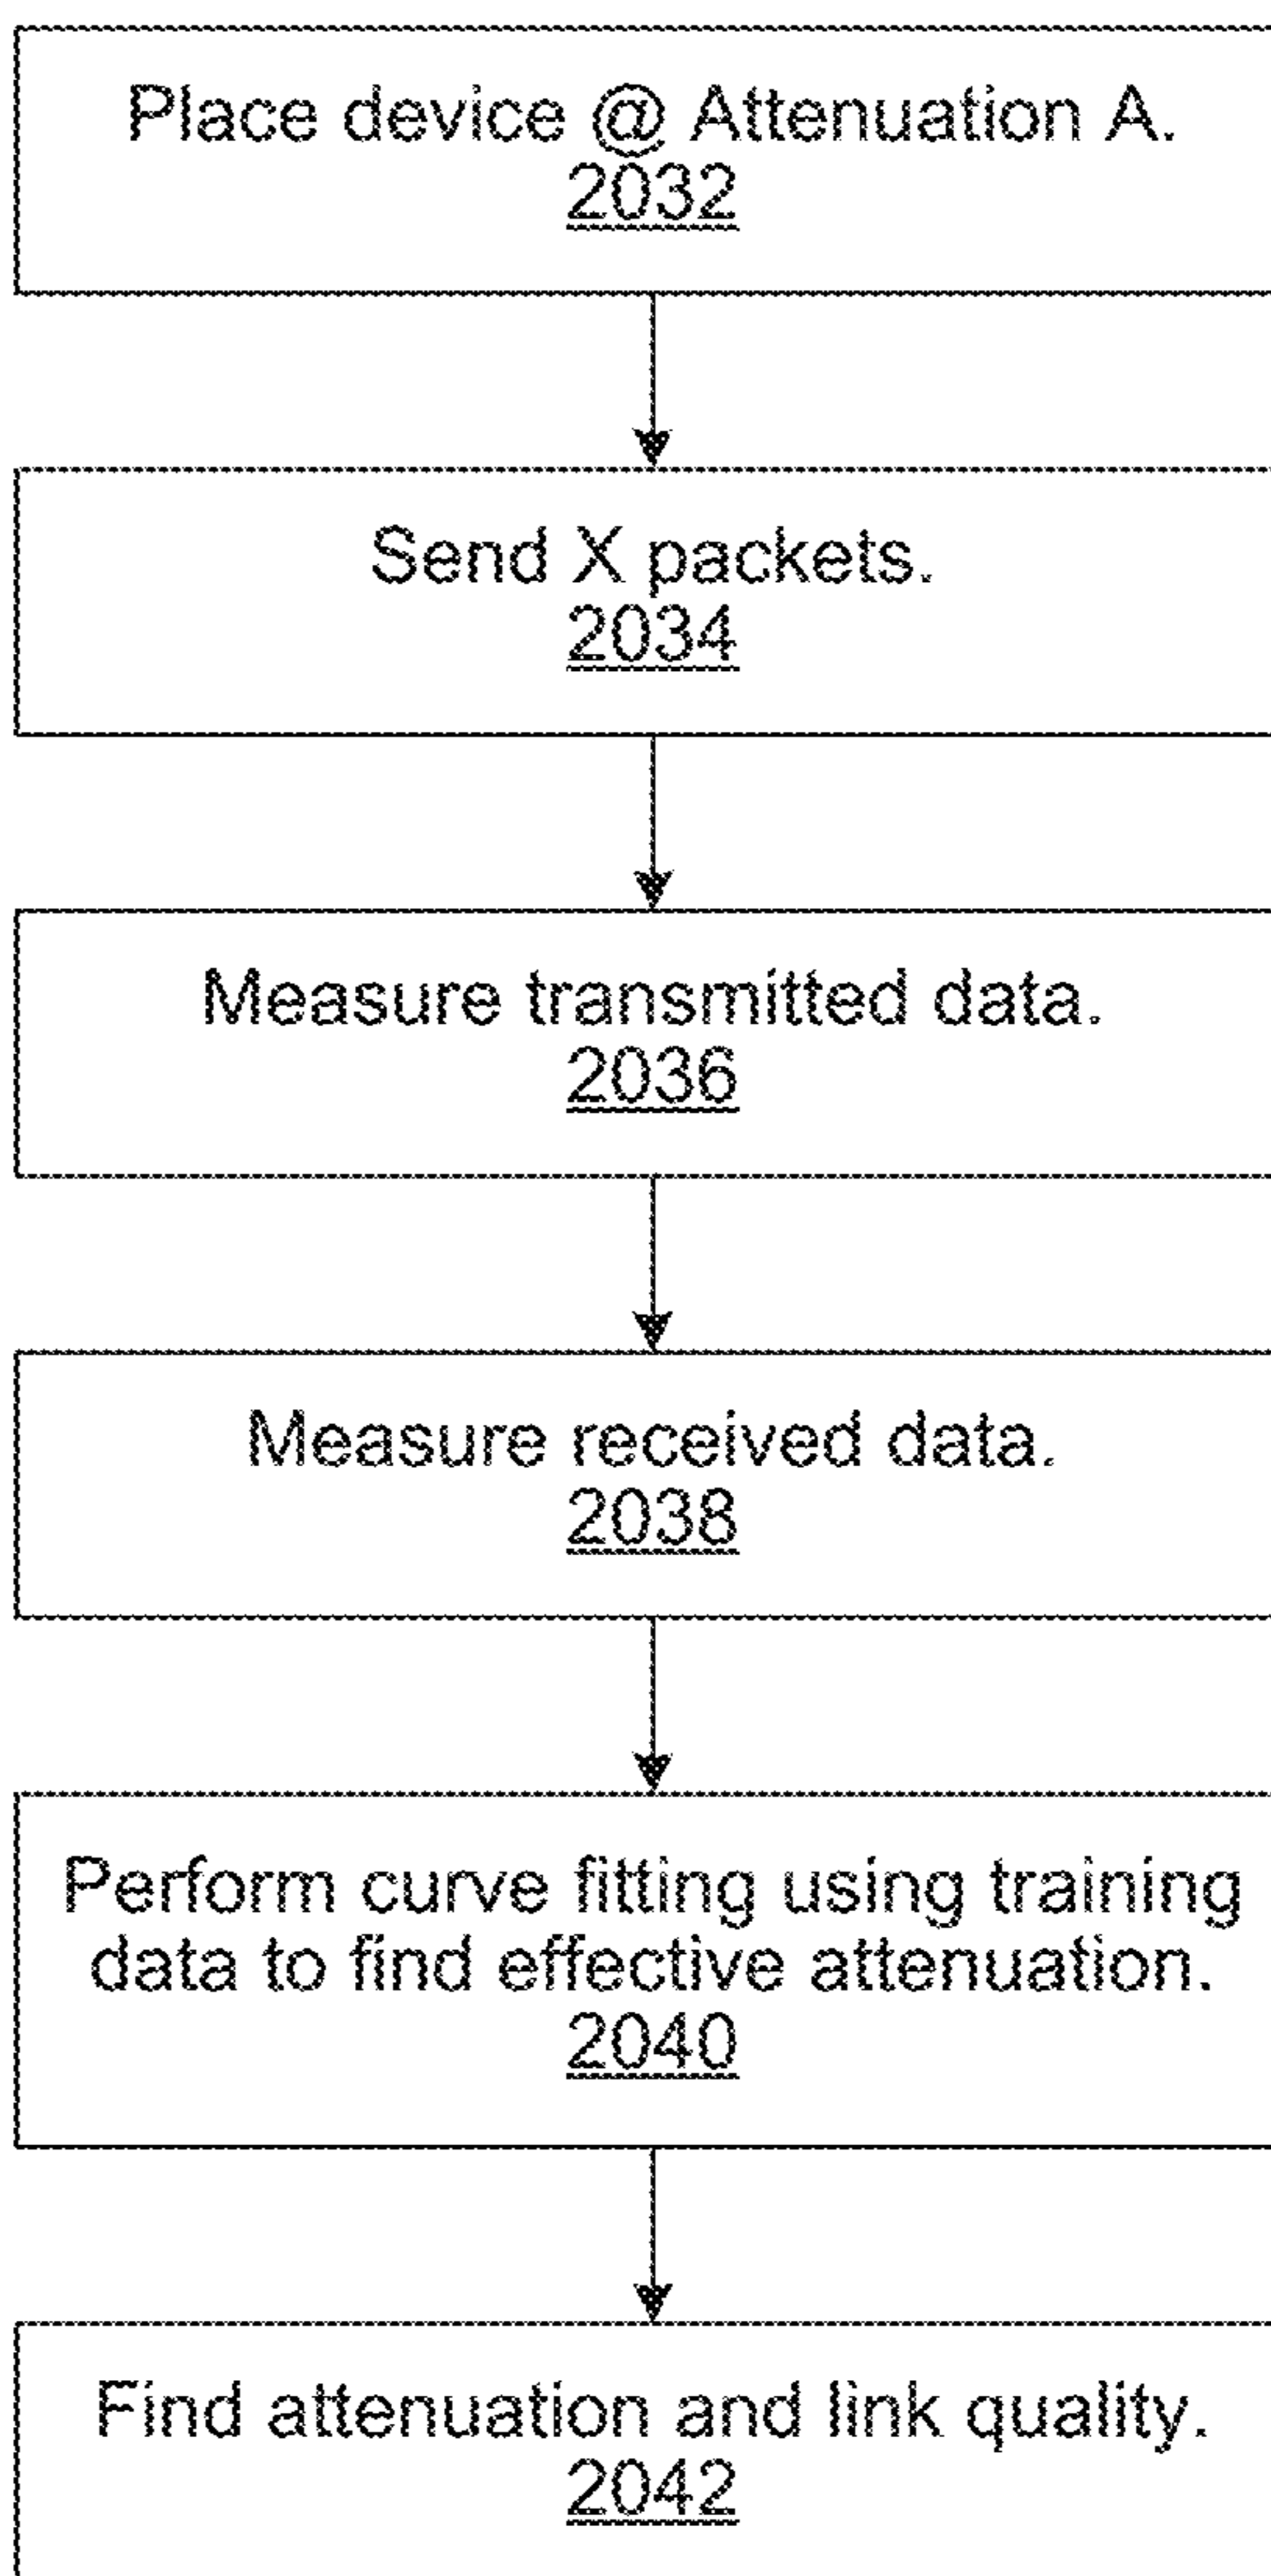 Place device @ Attenuation A.
2032
Send X packets.
2034
Measure transmitted data.
2036
Measure received data.
2038
Perform curve fitting using training
data to find effective attenuation.
2040
Find attenuation and link quality.
2042